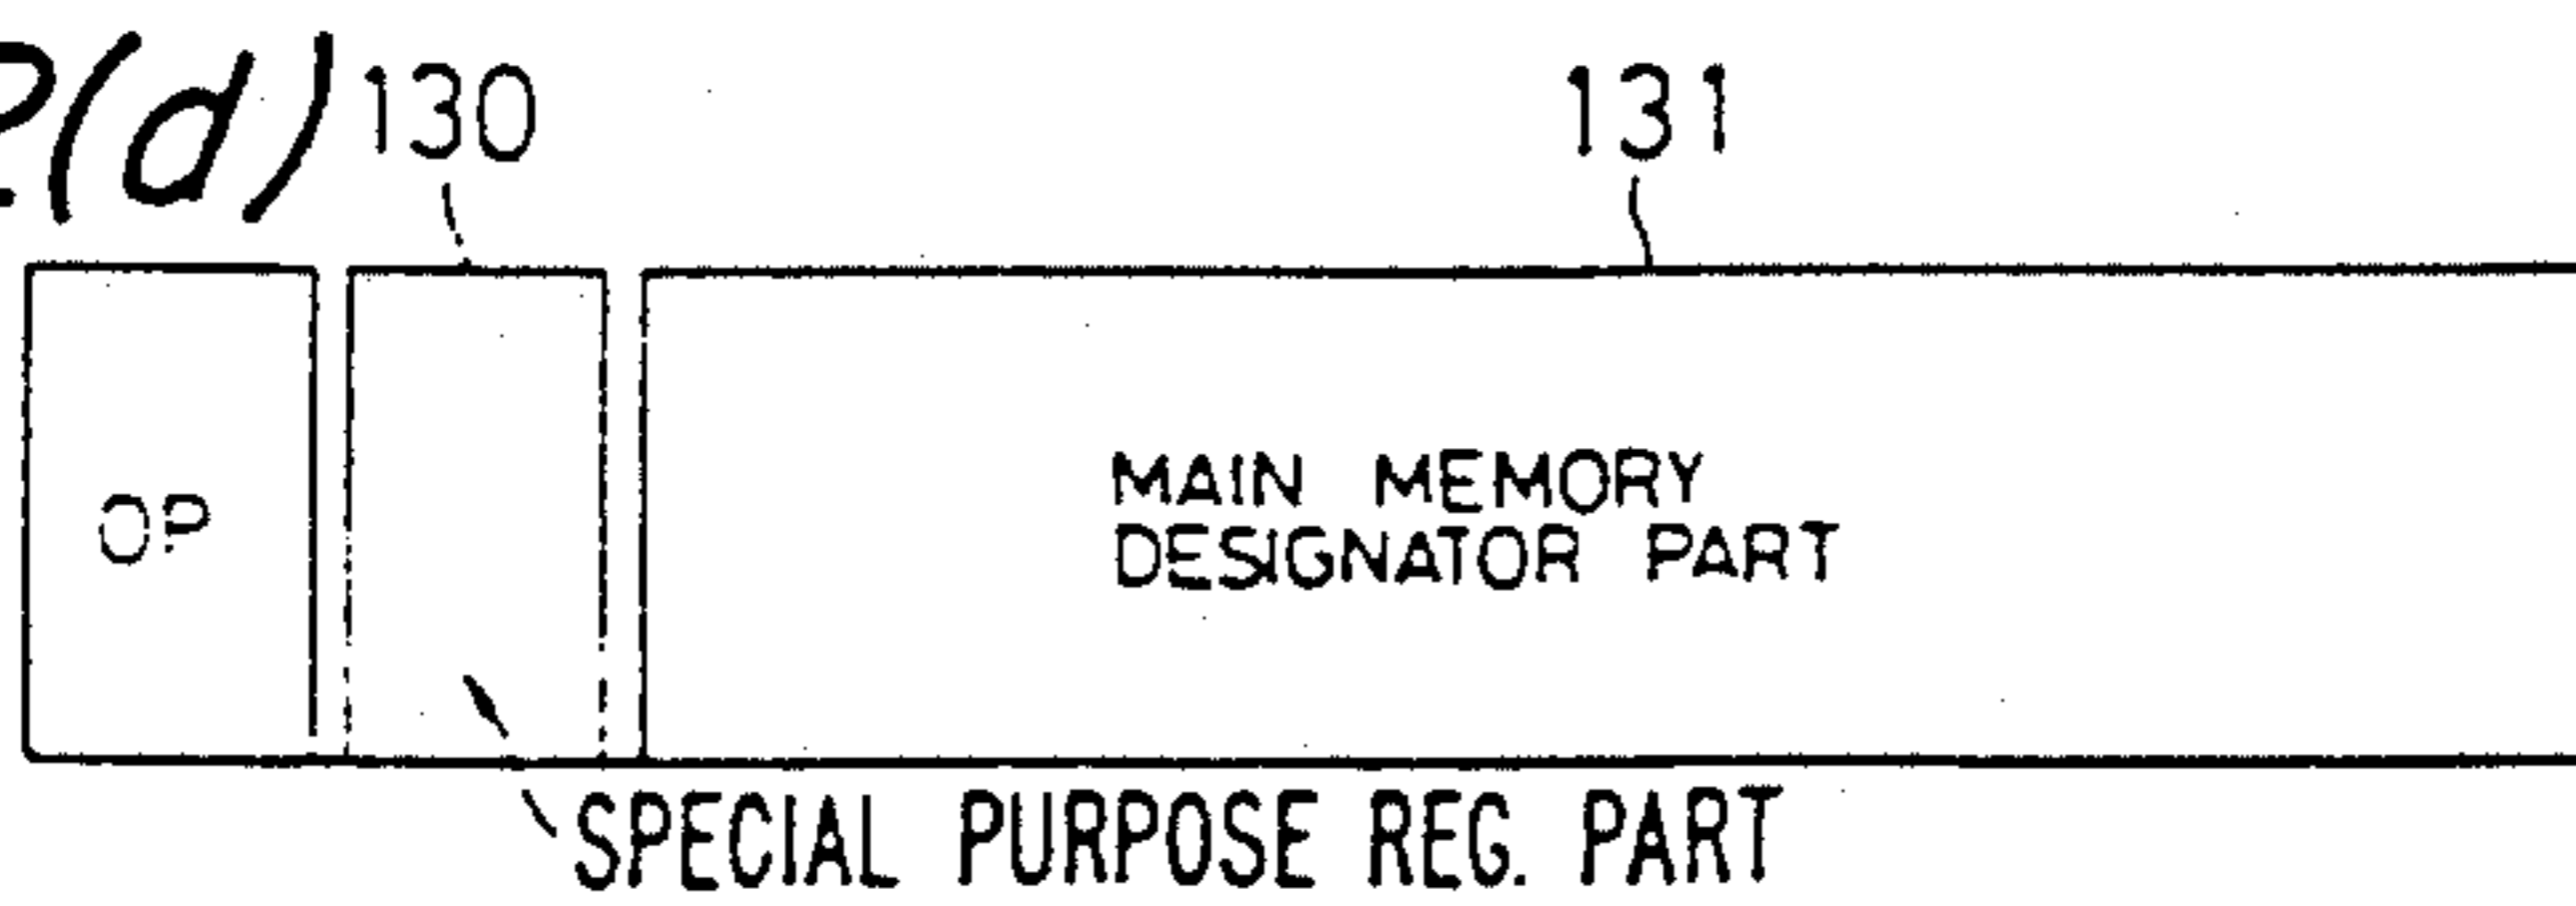 2(d)
130
131
OP
MAIN MEMORY
DESIGNATOR PART
SPECIAL PURPOSE REG. PART